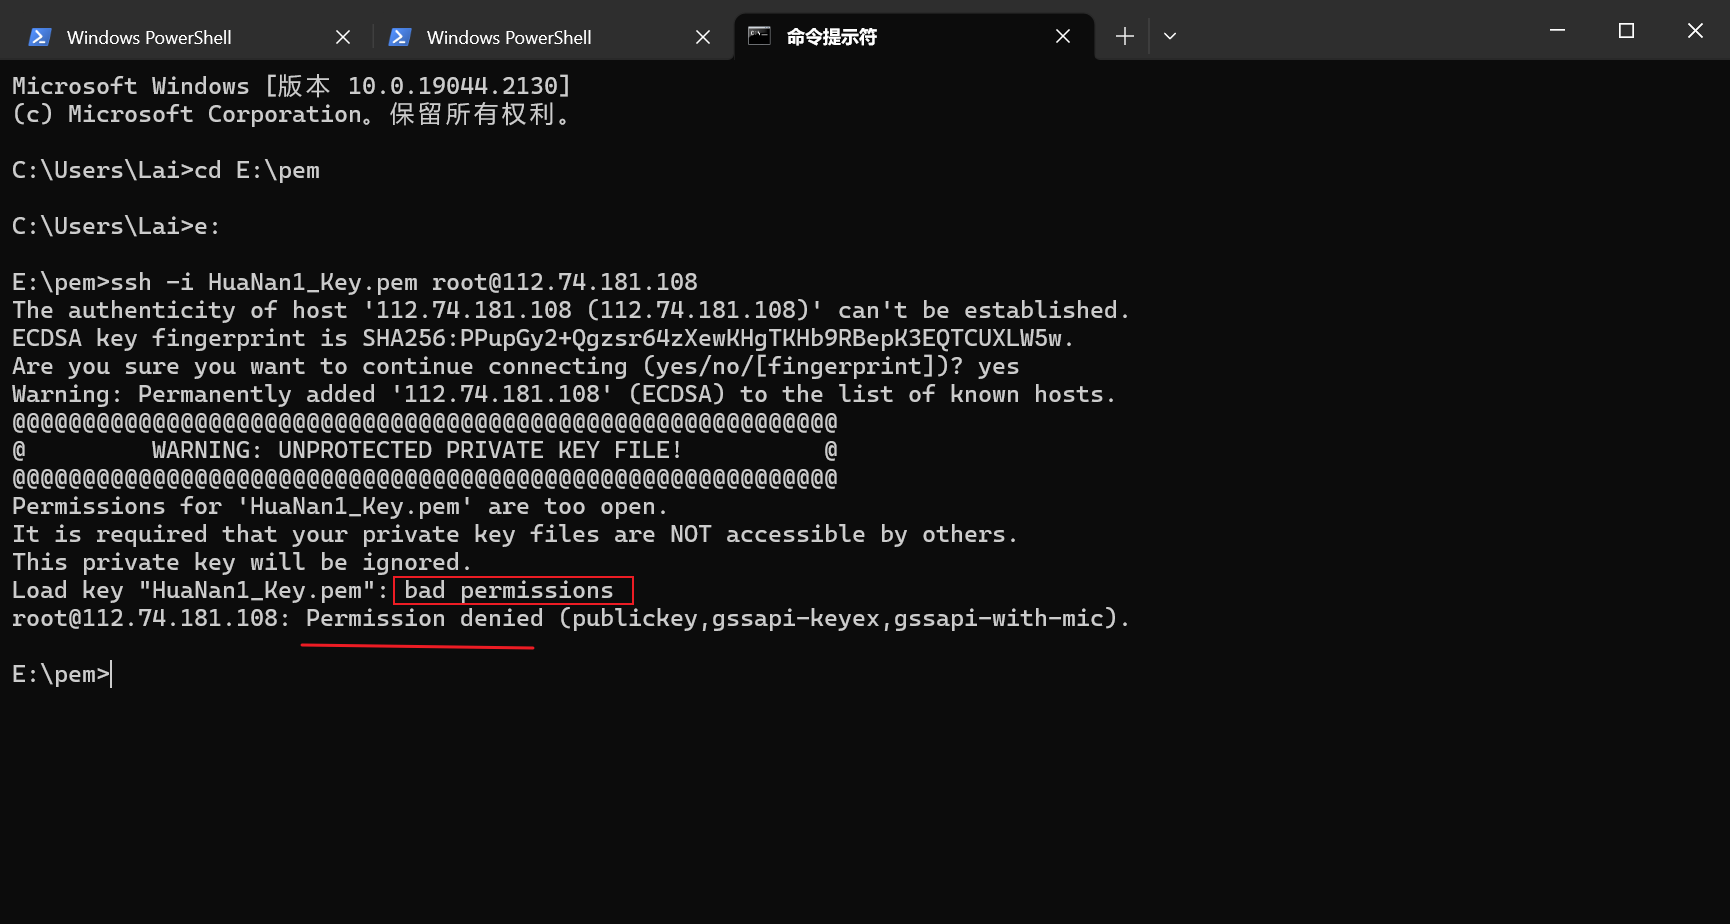 Windows PowerShell
Windows PowerShell
命令提示符
Microsoft Windows [版本 10.0.19044.2130]
(c) Microsoft Corporation。保留所有权利。
C:\Users\Lai>cd E:\pem
C:\Users\Lai>e:
E:\pem>ssh -i HuaNan1_Key.pem root@112.74.181.108
The authenticity of host '112.74.181.108 (112.74.181.108)' can't be established.
ECDSA key fingerprint is SHA256:PPupGy2+Qgzsr64zXewKHgTKHb9RBepK3EQTCUXLW5w.
Are you sure you want to continue connecting (yes/no/[fingerprint])? yes
Warning: Permanently added '112.74.181.108' (ECDSA) to the list of known hosts.
@@@@@@@@@@@@@@@@@@@@@@@@@@@@@@@@@@@@@@@@@@@@@@@@@@@@@@@@@@@
@         WARNING: UNPROTECTED PRIVATE KEY FILE!          @
@@@@@@@@@@@@@@@@@@@@@@@@@@@@@@@@@@@@@@@@@@@@@@@@@@@@@@@@@@@
Permissions for 'HuaNan1_Key.pem' are too open.
It is required that your private key files are NOT accessible by others.
This private key will be ignored.
Load key "HuaNan1_Key.pem": bad permissions
root@112.74.181.108: Permission denied (publickey,gssapi-keyex,gssapi-with-mic).
E:\pem>